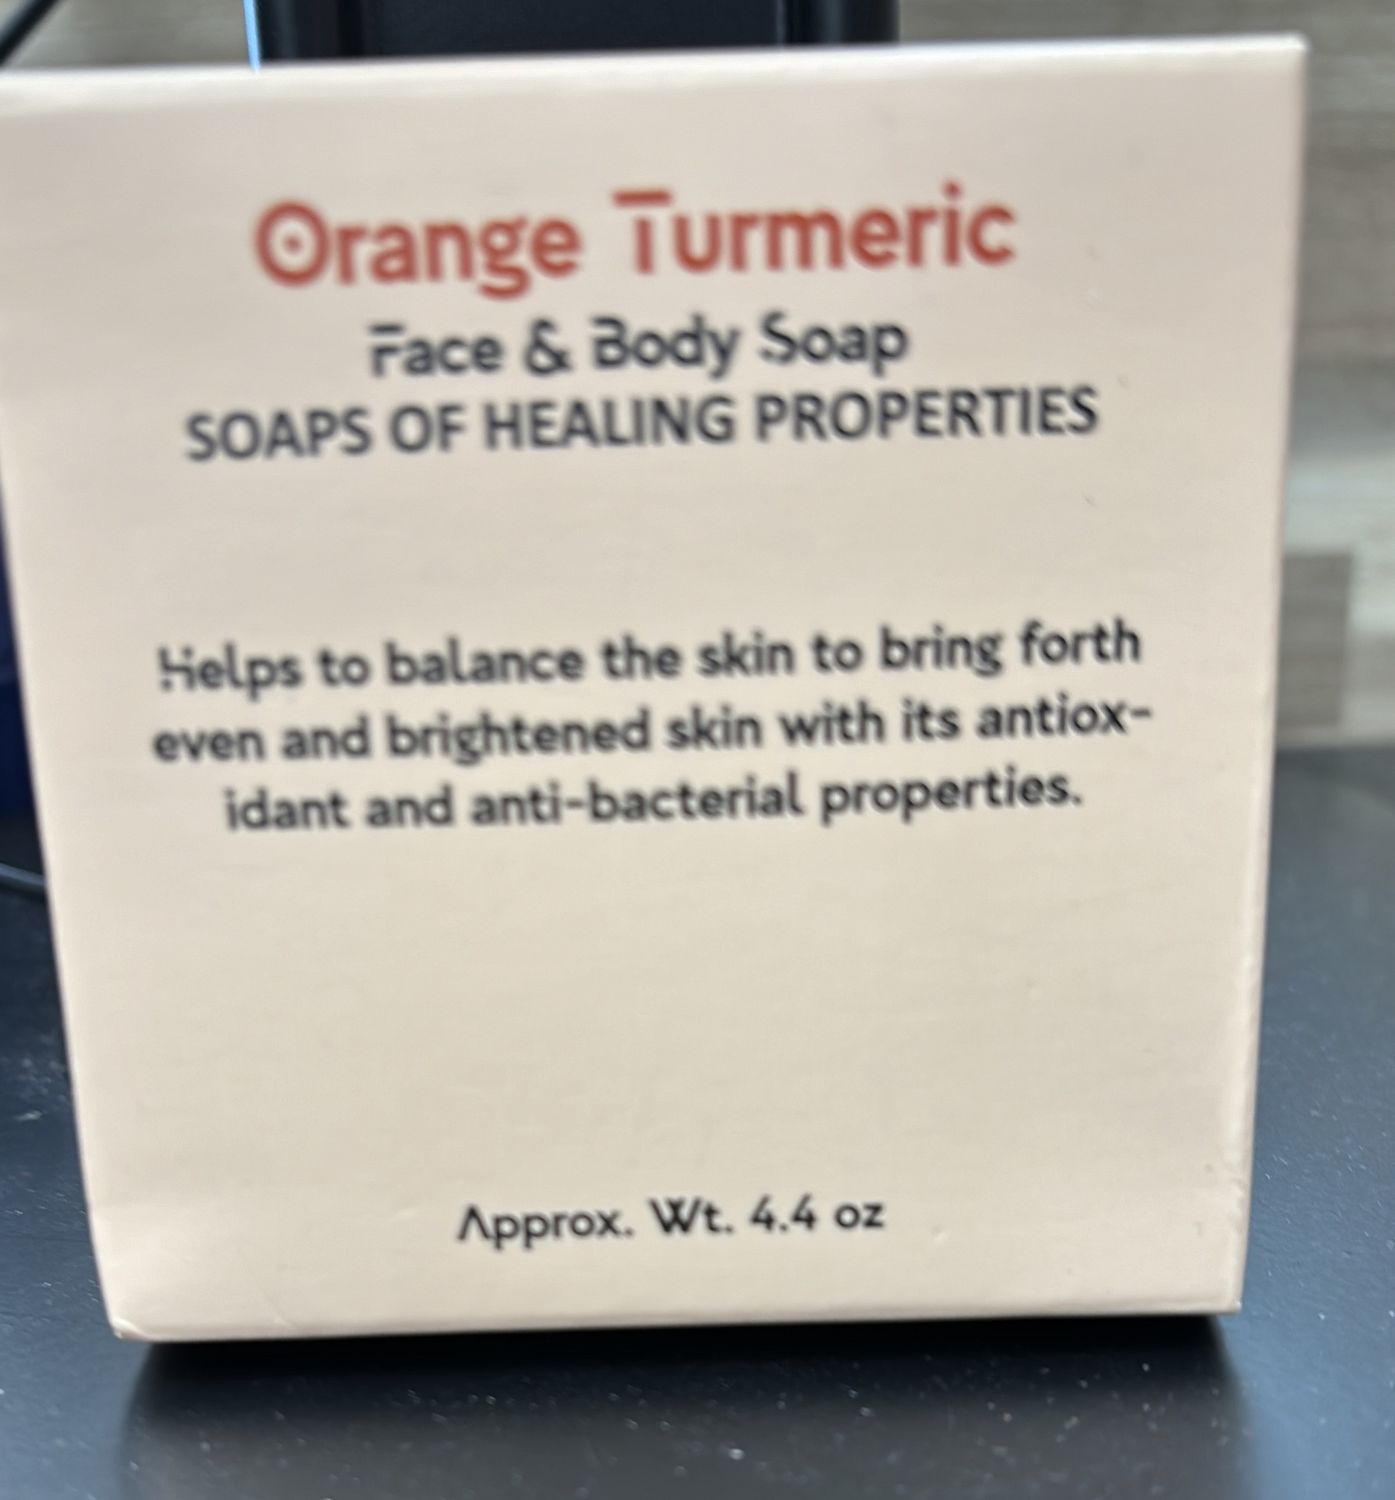 Orange Turmeric
Face & Body Soap
SOAPS OF HEALING PROPERTIES
Helps to balance the skin to bring forth
even and brightened skin with its antiox-
idant and anti-bacterial properties.
Approx. Wt. 4.4 oz